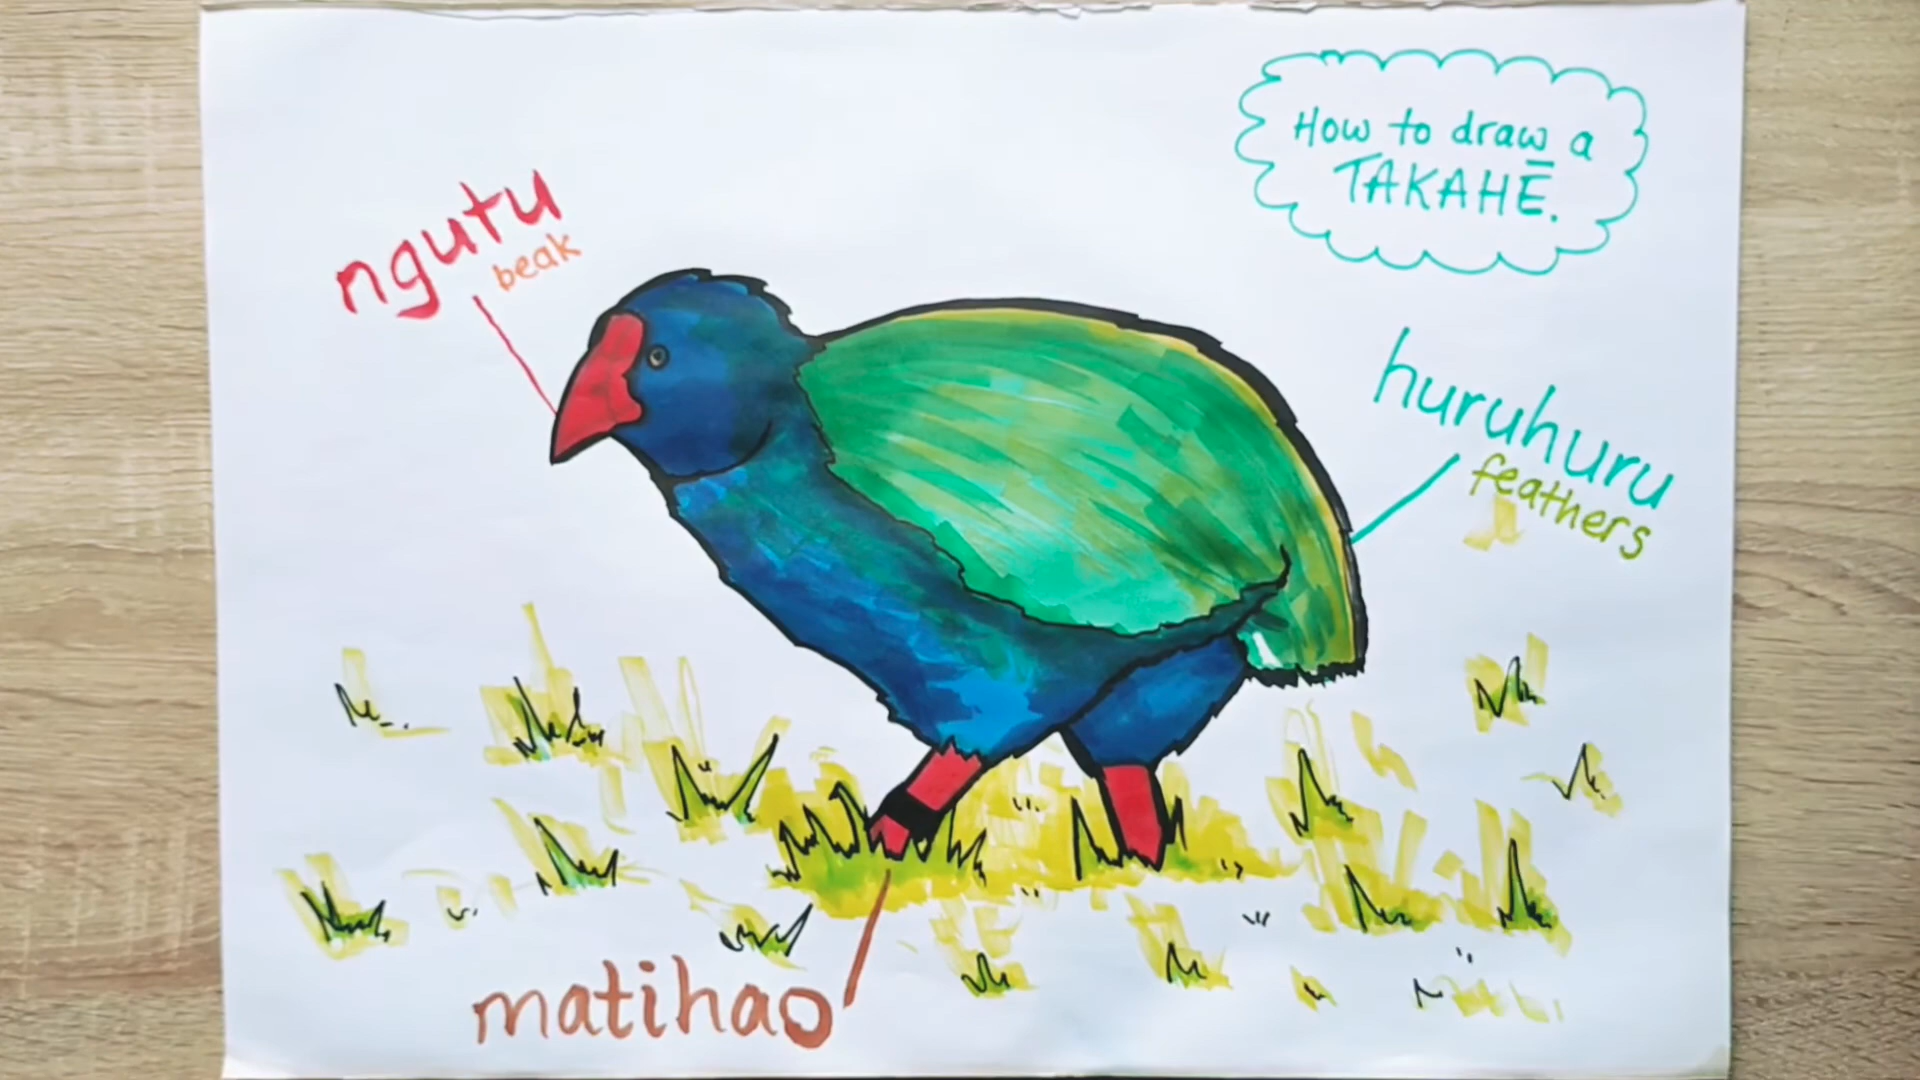 How to draw a
TAKAHĒ.
ngutu
beak
huruhuru
feathers
matihao